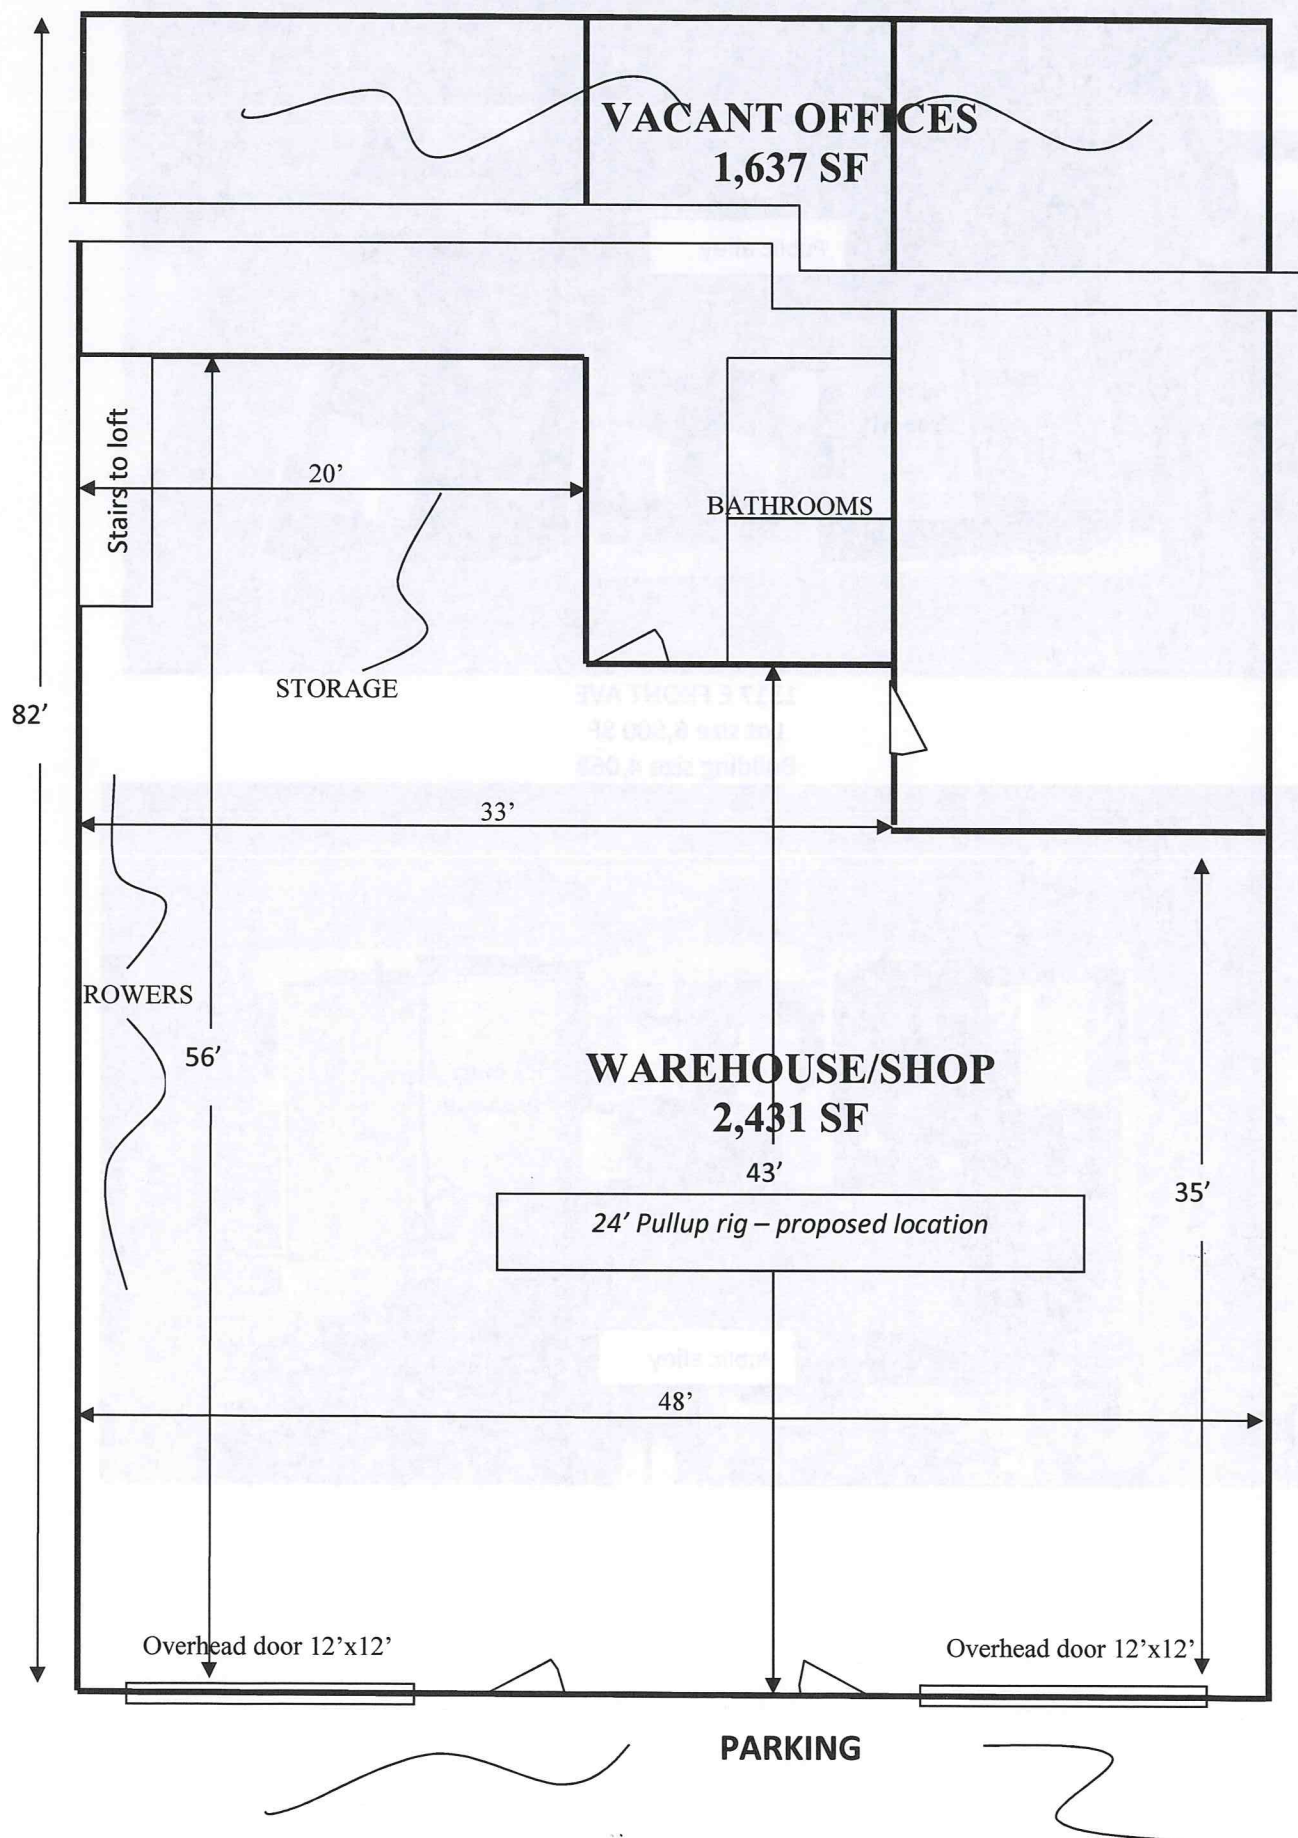 VACANT OFFICES
1,637 SF
Stairs to loft
20’
BATHROOMS
STORAGE
82’
33’
ROWERS
56’
WAREHOUSE/SHOP
2,431 SF
43’
35’
24’ Pullup rig – proposed location
48’
Overhead door 12’x12’
Overhead door 12’x12’
PARKING